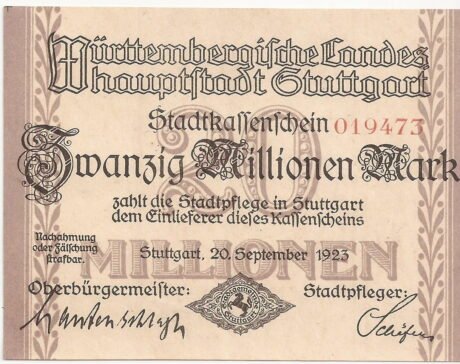 Württembergische Landes
hauptstadt Stuttgart
Stadtkassenschein 019473
20
Zwanzig Millionen Mark
zahlt die Stadtpflege in Stuttgart
dem Einlieferer dieses Kassenscheins
Nachahmung
oder Fälschung
strafbar.
MILLIONEN
Stuttgart, 20. September 1923
Oberbürgermeister:
Stadtpfleger: